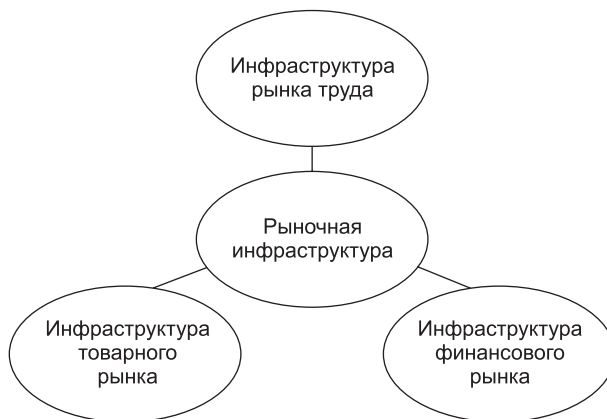 Инфраструктура
рынка труда
Рыночная
инфраструктура
Инфраструктура
товарного
рынка
Инфраструктура
финансового
рынка